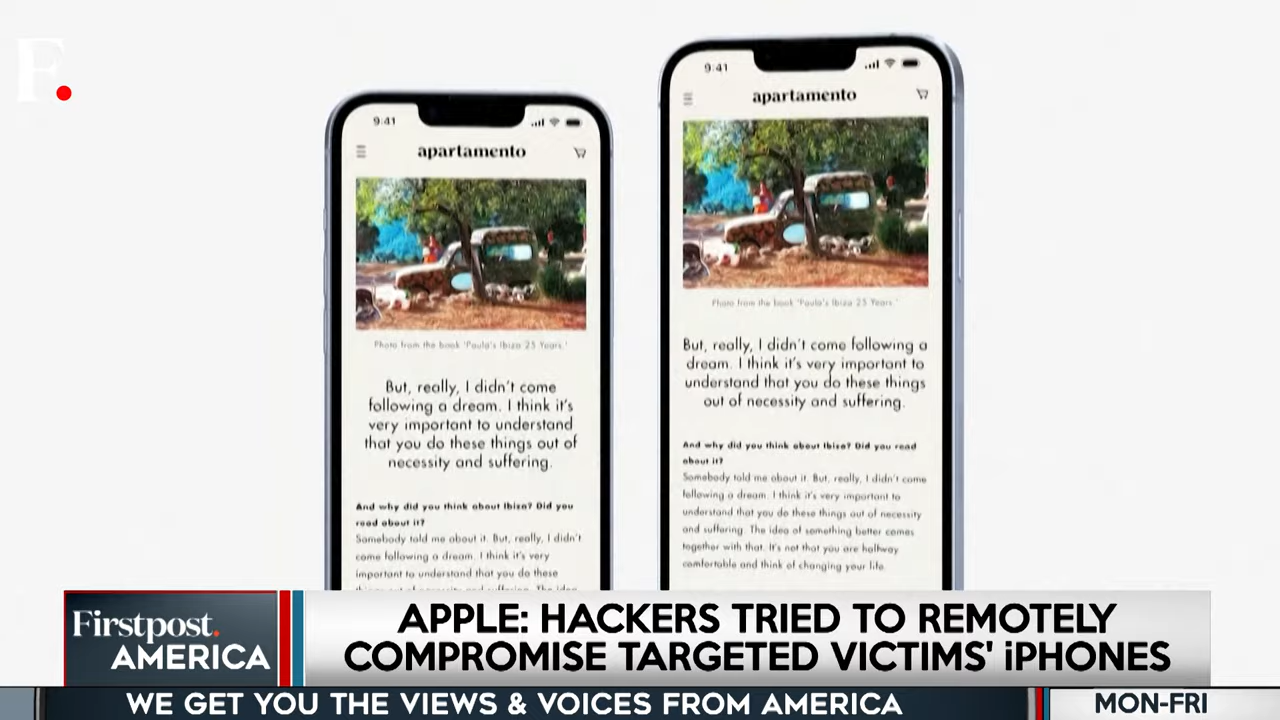 F.
9:41
apartamento
Photo from the book 'Paula's Ibiza 25 Years.'
But, really, I didn't come
following a dream. I think it's
very important to understand
that you do these things out of
necessity and suffering.
And why did you think about Ibiza? Did you
read about it?
Somebody told me about it. But, really, I didn't
come following a dream. I think it's very
important to understand that you do these
things out of necessity and suffering. The idea
9:41
apartamento
Photo from the book 'Paula's Ibiza 25 Years.'
But, really, I didn't come following a
dream. I think it's very important to
understand that you do these things
out of necessity and suffering.
And why did you think about Ibiza? Did you read
about it?
Somebody told me about it. But, really, I didn't come
following a dream. I think it's very important to
understand that you do these things out of necessity
and suffering. The idea of something better comes
together with that. It's not that you are halfway
comfortable and think of changing your life.
Firstpost.
AMERICA
APPLE: HACKERS TRIED TO REMOTELY
COMPROMISE TARGETED VICTIMS' iPHONES
WE GET YOU THE VIEWS & VOICES FROM AMERICA
MON-FRI